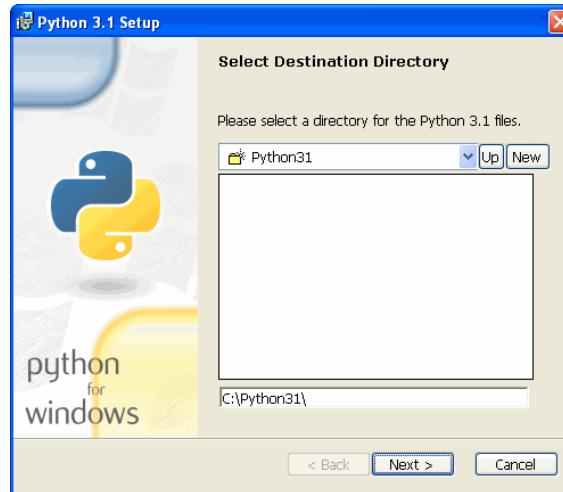 Python 3.1 Setup
Select Destination Directory
Please select a directory for the Python 3.1 files.
Python31
Up New
C:\Python31\
python
for
windows
< Back Next > Cancel